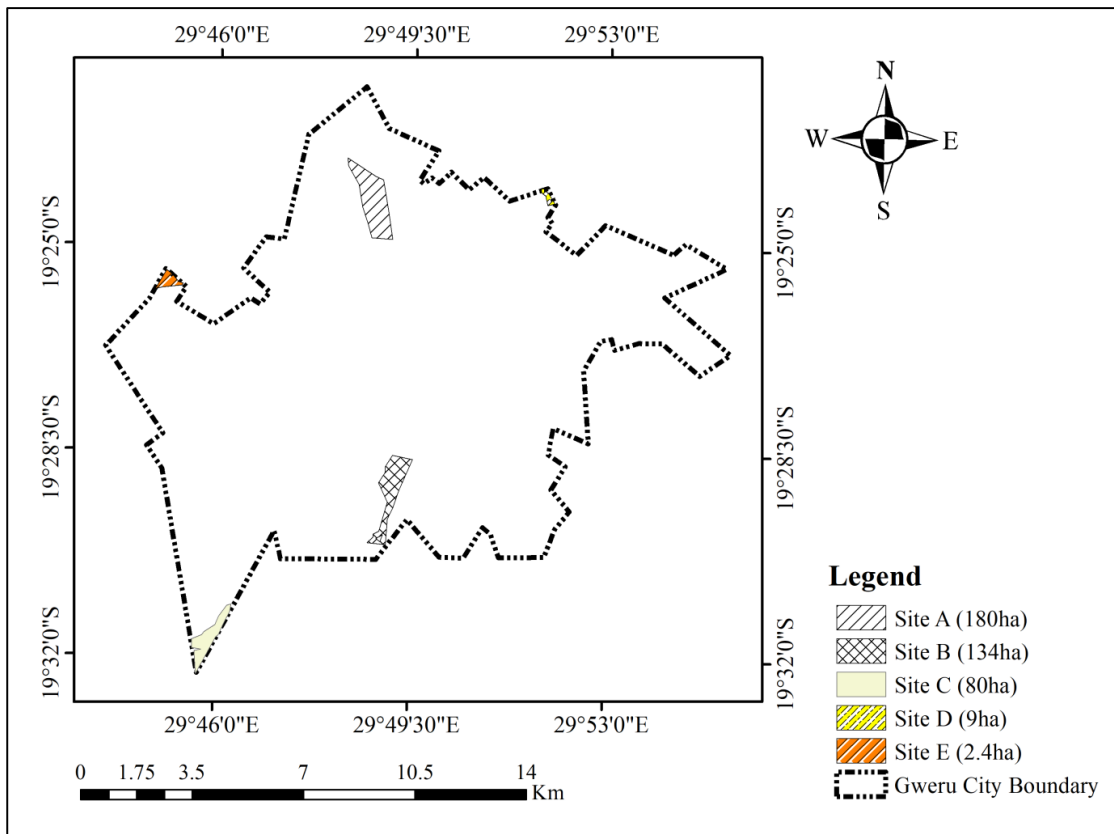 29°46'0"E 29°49'30"E 29°53'0"E
N
W E
S
19°25'0"S 19°25'0"S
19°28'30"S 19°28'30"S
19°32'0"S 19°32'0"S
29°46'0"E 29°49'30"E 29°53'0"E
Legend
Site A (180ha)
Site B (134ha)
Site C (80ha)
Site D (9ha)
Site E (2.4ha)
Gweru City Boundary
0 1.75 3.5 7 10.5 14
Km